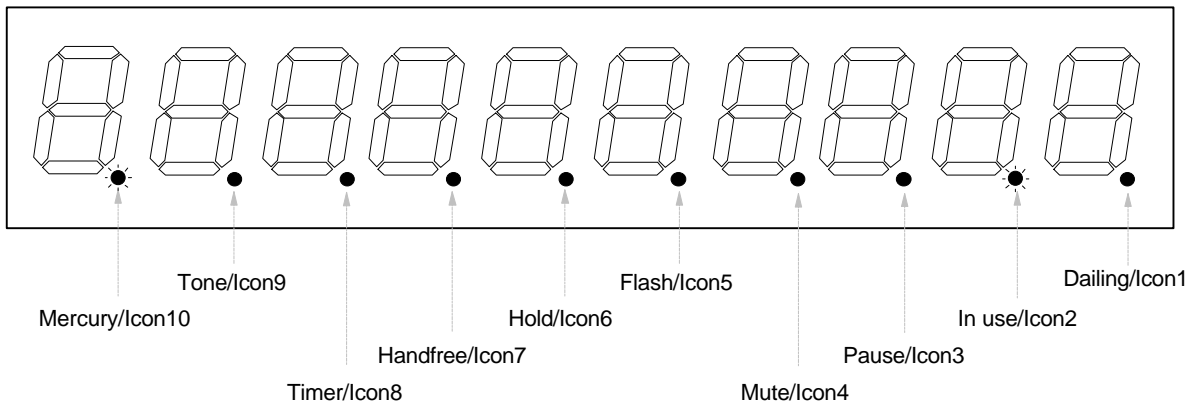 Tone/Icon9
Flash/Icon5
Dailing/Icon1
Mercury/Icon10
Hold/Icon6
In use/Icon2
Handfree/Icon7
Pause/Icon3
Timer/Icon8
Mute/Icon4